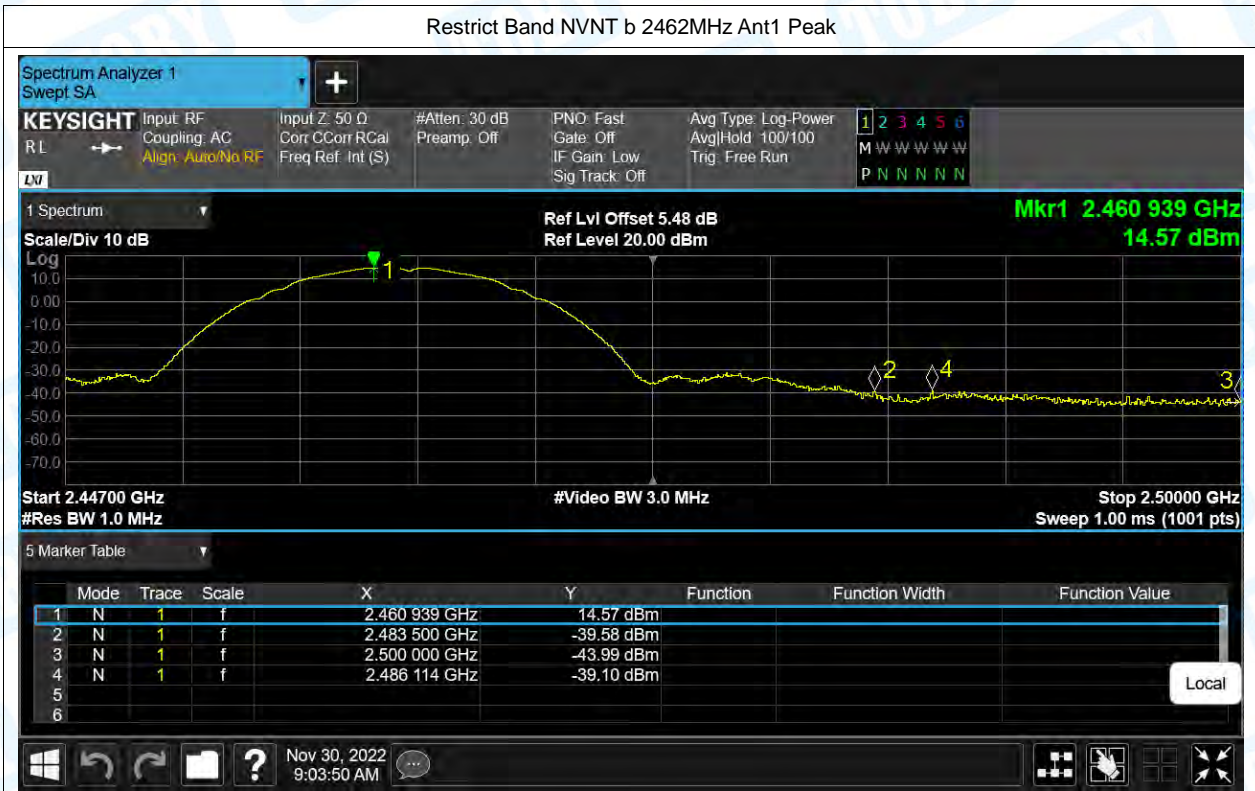 Restrict Band NVNT b 2462MHz Ant1 Peak
Spectrum Analyzer 1
Swept SA
+
KEYSIGHT Input: RF Input Z: 50 Ω #Atten: 30 dB PNO: Fast Avg Type: Log-Power 1 2 3 4 5 6
RL Coupling: AC Corr CCorr RCal Preamp: Off Gate: Off Avg|Hold: 100/100 M W W W W W
Align: Auto/No RF Freq Ref: Int (S) IF Gain: Low Trig: Free Run
LXI Sig Track: Off P N N N N N
1 Spectrum Ref Lvl Offset 5.48 dB Mkr1 2.460 939 GHz
Scale/Div 10 dB Ref Level 20.00 dBm 14.57 dBm
Log
10.0
0.00
-10.0
-20.0
-30.0
-40.0
-50.0
-60.0
-70.0
1
2
4
3
Start 2.44700 GHz #Video BW 3.0 MHz Stop 2.50000 GHz
#Res BW 1.0 MHz Sweep 1.00 ms (1001 pts)
5 Marker Table
Mode Trace Scale X Y Function Function Width Function Value
1 N 1 f 2.460 939 GHz 14.57 dBm
2 N 1 f 2.483 500 GHz -39.58 dBm
3 N 1 f 2.500 000 GHz -43.99 dBm
4 N 1 f 2.486 114 GHz -39.10 dBm
5
6
Local
? Nov 30, 2022
9:03:50 AM